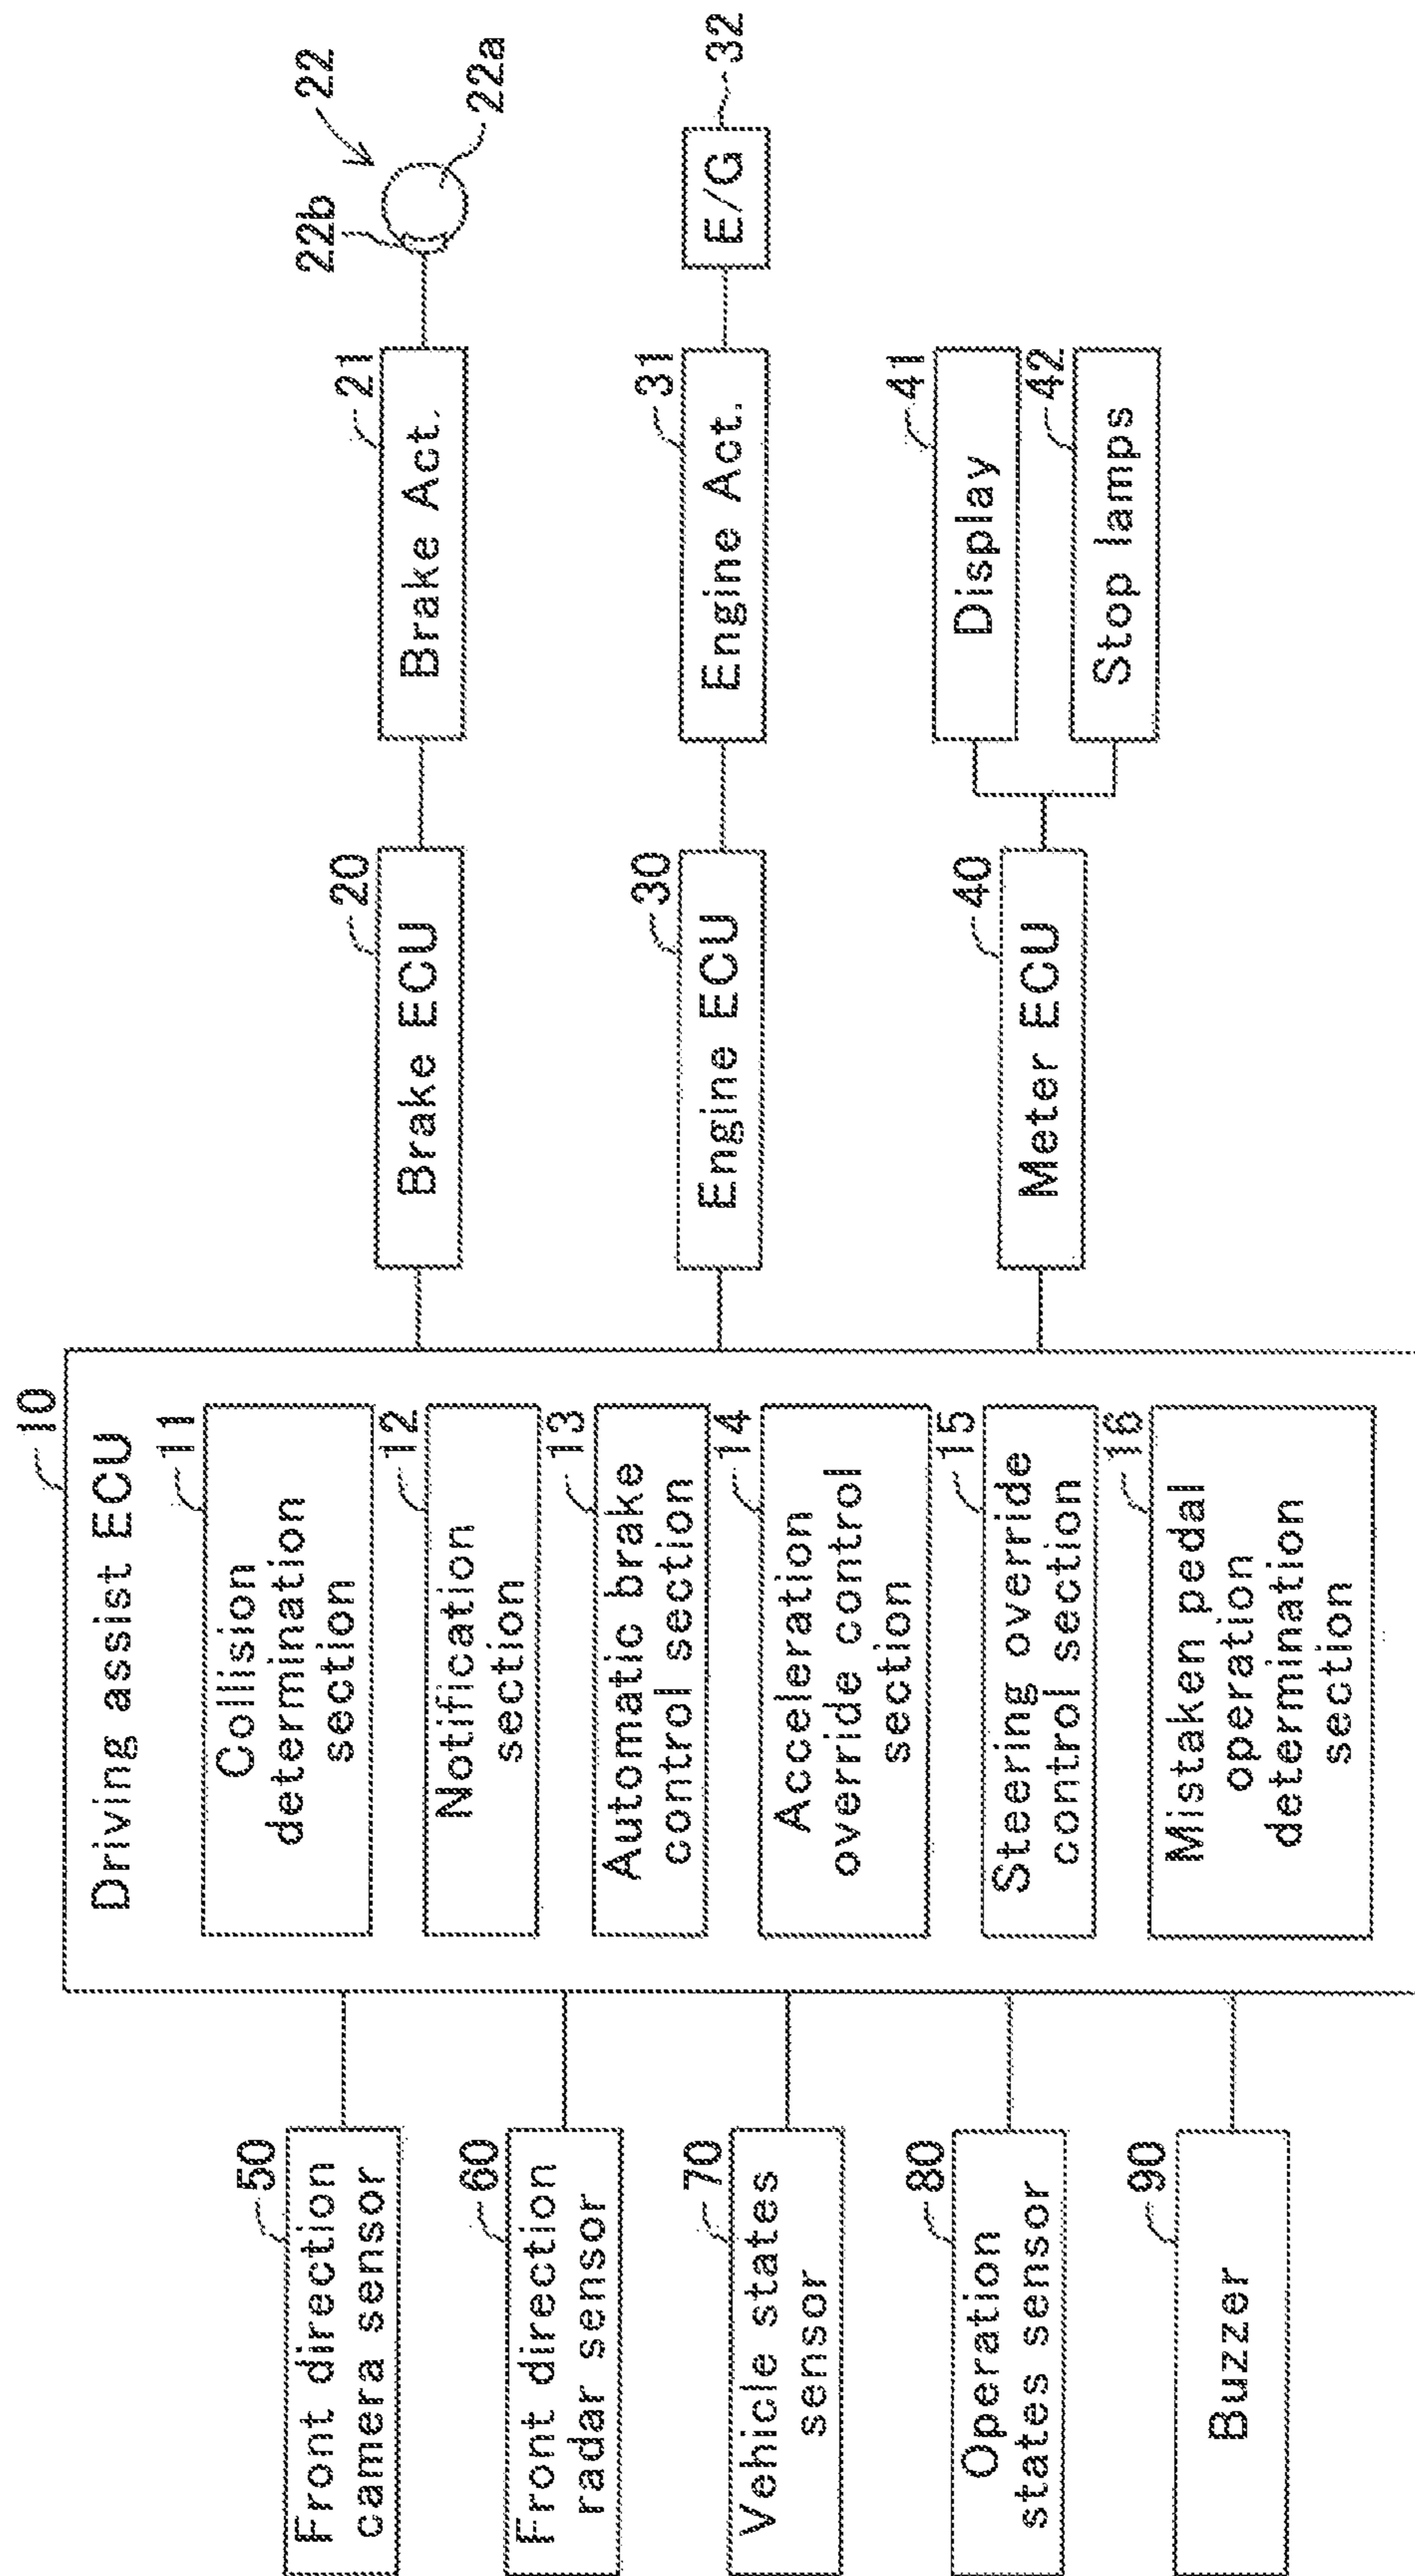 10
Driving assist ECU
11
Collision
determination
section
12
Notification
section
13
Automatic brake
control section
14
Acceleration
override control
section
15
Steering override
control section
16
Mistaken pedal
operation
determination
section
50
Front direction
camera sensor
60
Front direction
radar sensor
70
Vehicle states
sensor
80
Operation
states sensor
90
Buzzer
20
Brake ECU
21
Brake Act.
22
22b
22a
30
Engine ECU
31
Engine Act.
E/G
32
40
Meter ECU
41
Display
42
Stop lamps